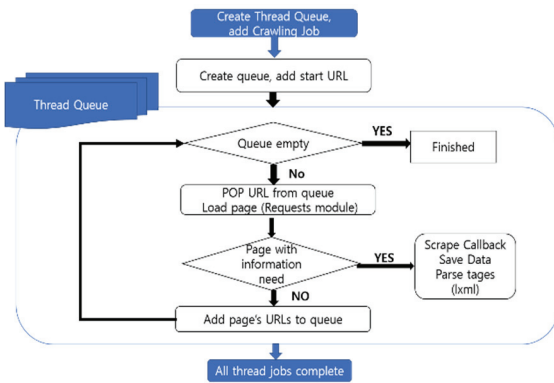 Create Thread Queue,
add Crawling Job
Create queue, add start URL
Thread Queue
Queue empty
YES
Finished
No
POP URL from queue
Load page (Requests module)
Page with
information
need
YES
Scrape Callback
Save Data
Parse tages
(lxml)
NO
Add page's URLs to queue
All thread jobs complete